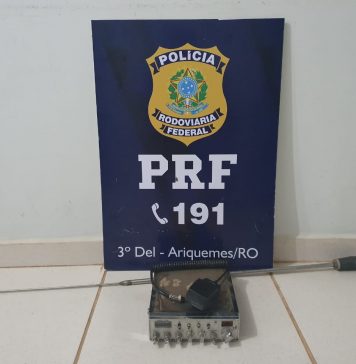 POLÍCIA
RODOVIÁRIA
FEDERAL
PRF
191
3º Del - Ariquemes/RO